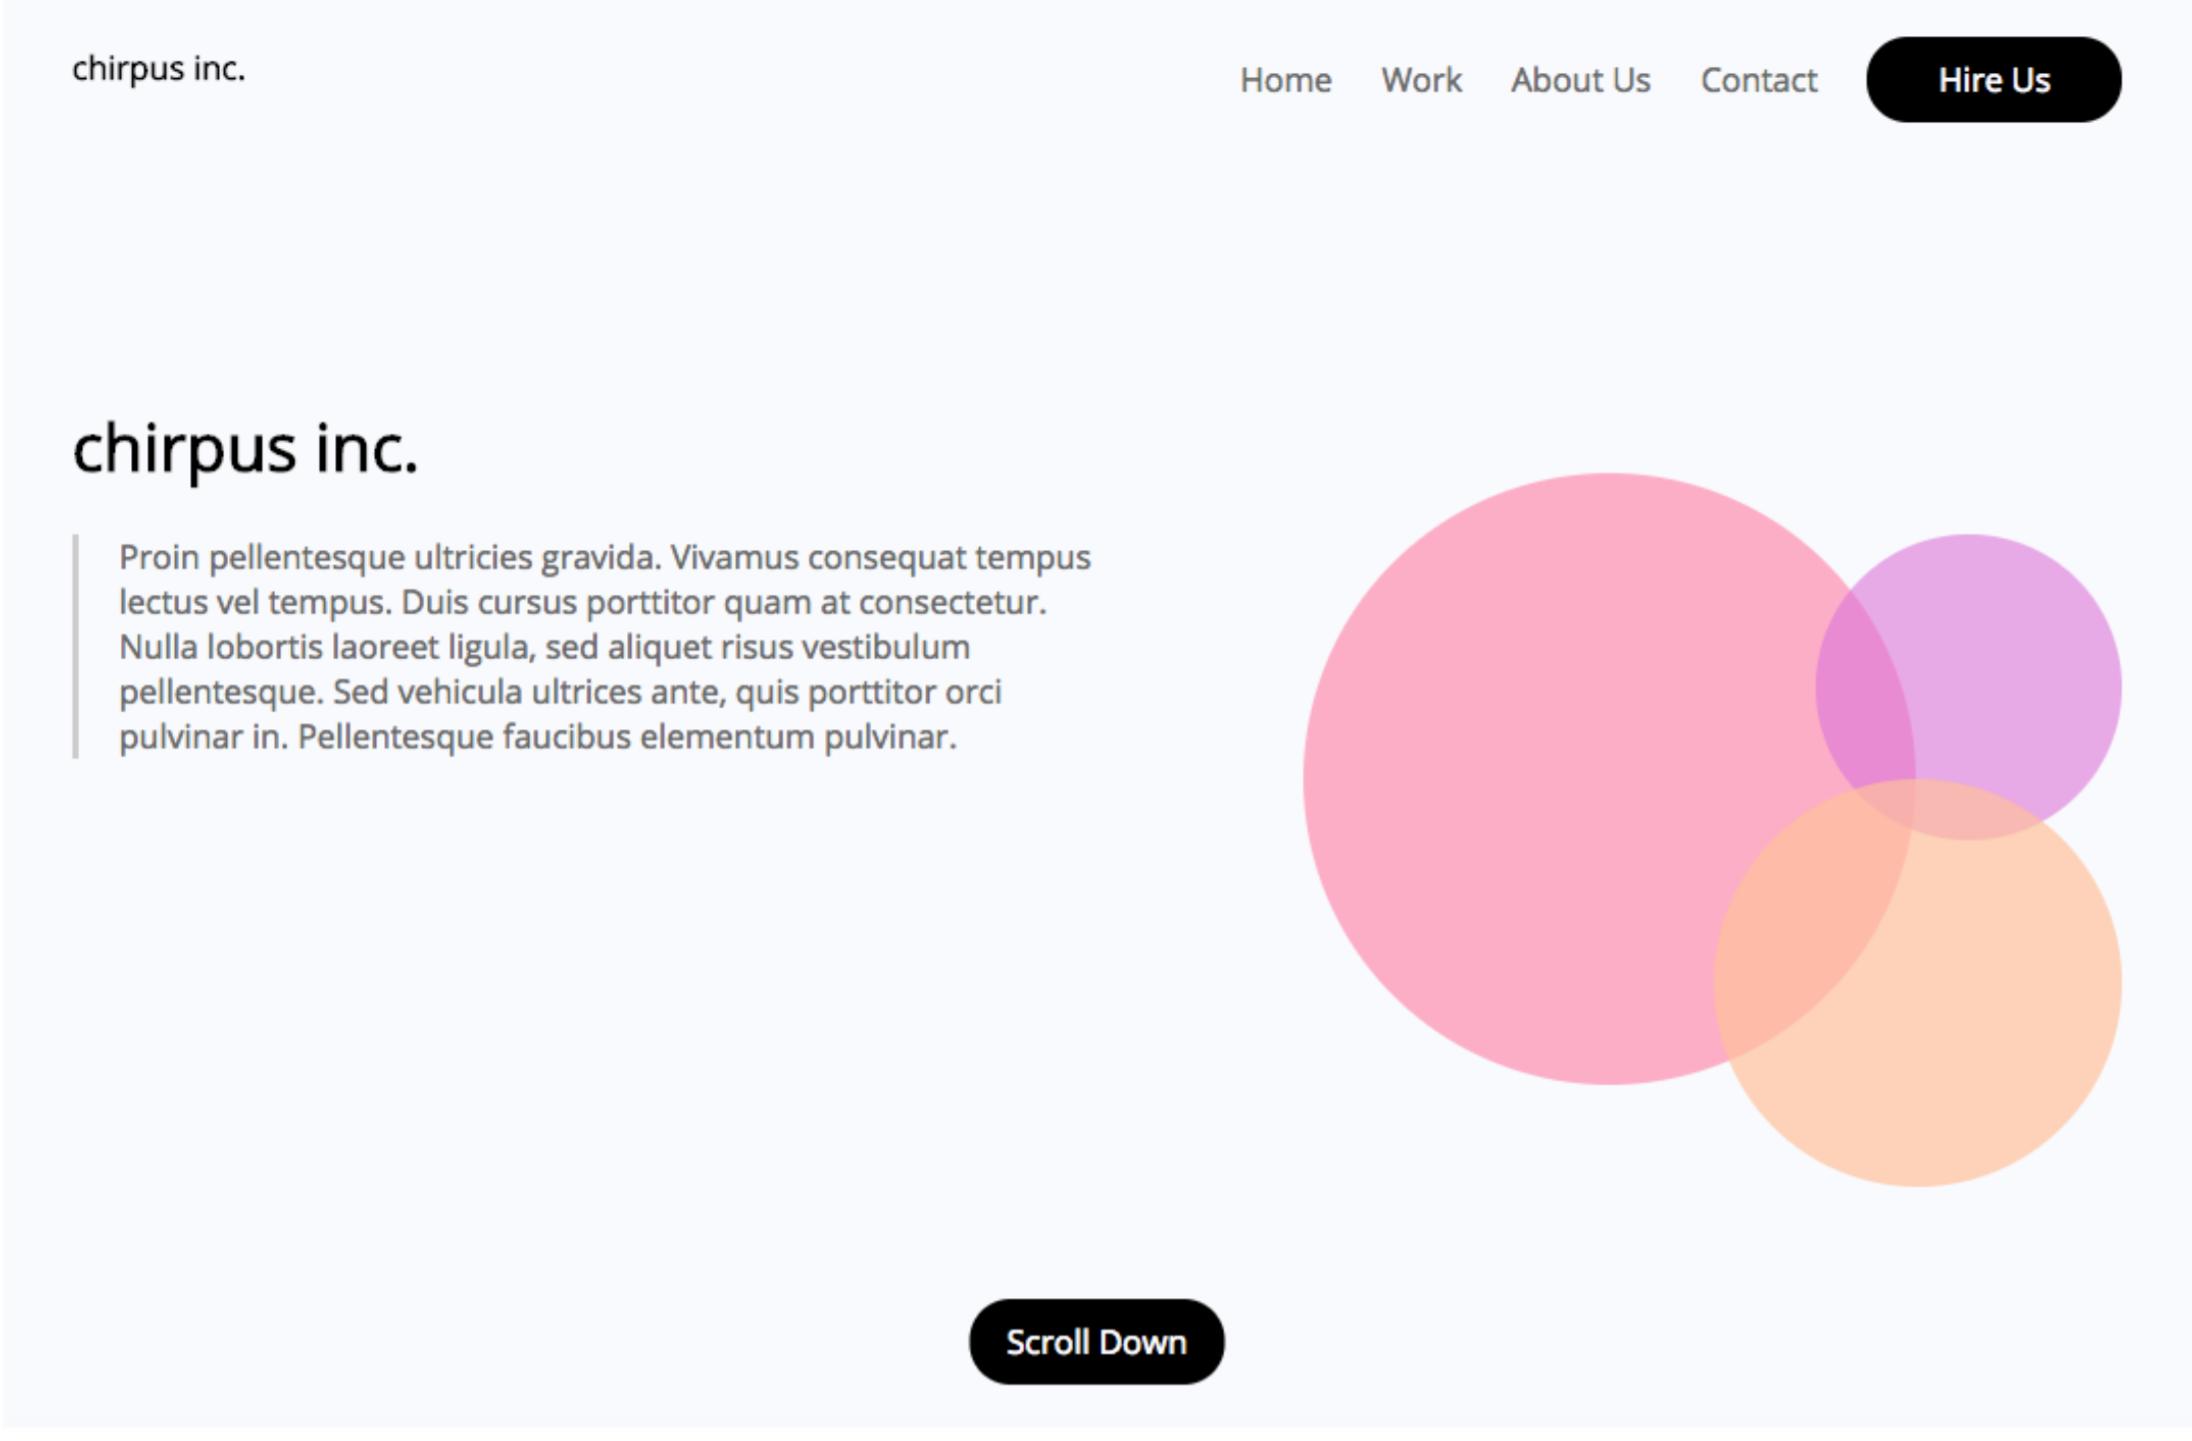 chirpus inc.
Home Work About Us Contact Hire Us
chirpus inc.
Proin pellentesque ultricies gravida. Vivamus consequat tempus
lectus vel tempus. Duis cursus porttitor quam at consectetur.
Nulla lobortis laoreet ligula, sed aliquet risus vestibulum
pellentesque. Sed vehicula ultrices ante, quis porttitor orci
pulvinar in. Pellentesque faucibus elementum pulvinar.
Scroll Down